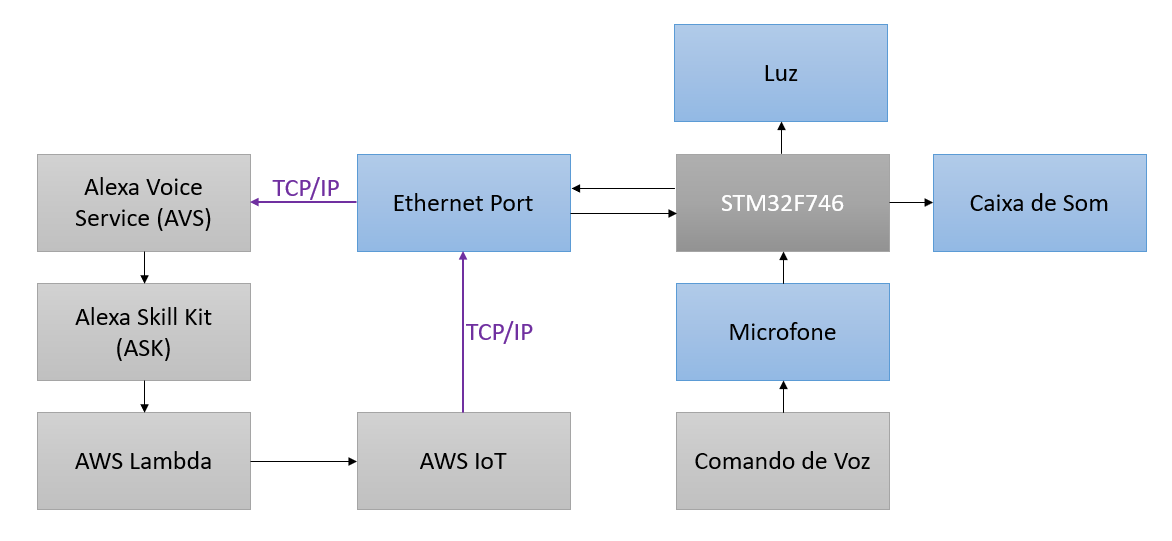 Luz
Alexa Voice
Service (AVS)
TCP/IP
Ethernet Port
STM32F746
Caixa de Som
Alexa Skill Kit
(ASK)
TCP/IP
Microfone
AWS Lambda
AWS IoT
Comando de Voz